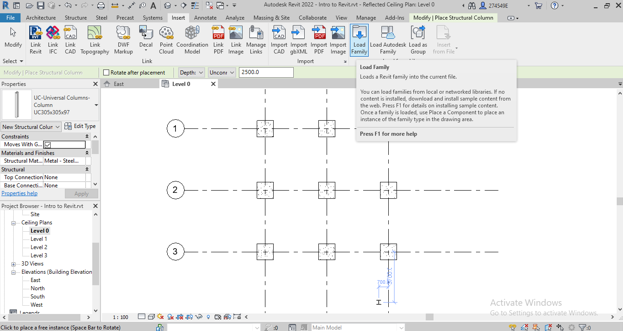 Autodesk Revit 2022 - Intro to Revit.rvt - Reflected Ceiling Plan: Level 0
274549E
File Architecture Structure Steel Precast Systems Insert Annotate Analyze Massing & Site Collaborate View Manage Add-Ins Modify | Place Structural Column
Modify
Link Revit
Link IFC
Link CAD
Link Topography
DWF Markup
Decal
Point Cloud
Coordination Model
Link PDF
Link Image
Manage Links
Import CAD
Import gbXML
Import PDF
Import Image
Load Family
Load Autodesk Family
Load as Group
Insert from File
Select
Link
Import
Modify | Place Structural Column
Rotate after placement
Depth:
Uncom
2500.0
Load Family
Loads a Revit family into the current file.
You can load families from local or networked libraries. If no content is installed, download and install sample content from the web. Press F1 for details on installing sample content. Once a family is loaded, use Place a Component to place an instance of the family type in the drawing area.
Press F1 for more help
Properties
East
Level 0
UC-Universal Columns-Column
UC305x305x97
New Structural Colur
Edit Type
Constraints
Moves With G...
Materials and Finishes
Structural Mat... Metal - Steel...
Structural
Top Connection None
Base Connecti... None
Properties help
Apply
Project Browser - Intro to Revit.rvt
Site
Ceiling Plans
Level 0
Level 1
Level 2
Level 3
3D Views
Elevations (Building Elevation
East
North
South
West
Legends
1
2
3
Activate Windows
Go to Settings to activate Windows.
1 : 100
Click to place a free instance (Space Bar to Rotate)
:0
Main Model
:0